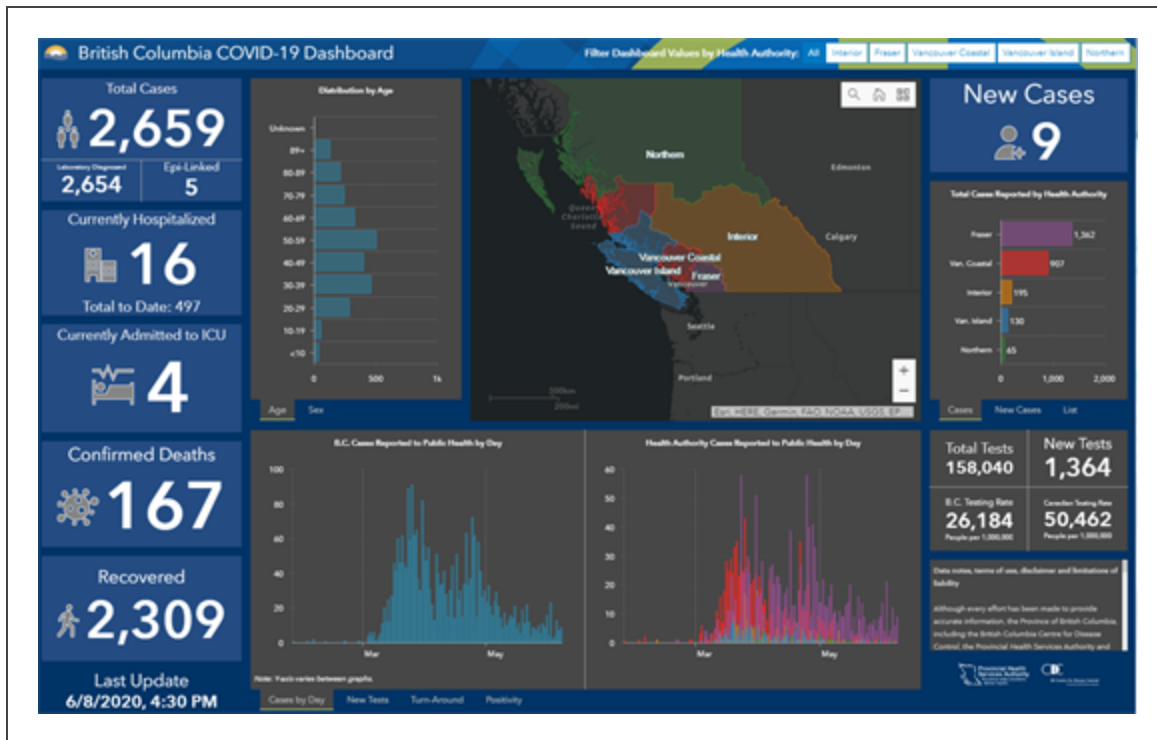 British Columbia COVID-19 Dashboard
Filter Dashboard Values by Health Authority: All Interior Fraser Vancouver Coastal Vancouver Island Northern
Total Cases
2,659
Laboratory Diagnosed
2,654
Epi-Linked
5
Currently Hospitalized
16
Total to Date: 497
Currently Admitted to ICU
4
Confirmed Deaths
167
Recovered
2,309
Last Update
6/8/2020, 4:30 PM
Distribution by Age
Unknown
89+
80-89
70-79
60-69
50-59
40-49
30-39
20-29
10-19
<10
0 500 1k
Age Sex
Northern
Edmonton
Queen
Charlotte
Sound
Interior
Calgary
Vancouver Coastal
Vancouver Island
Fraser
Vancouver
Seattle
Portland
300km
200mi
+
−
Esri, HERE, Garmin, FAO, NOAA, USGS, EP...
New Cases
9
Total Cases Reported by Health Authority
Fraser 1,362
Van. Coastal 907
Interior 195
Van. Island 130
Northern 65
0 1,000 2,000
Cases New Cases List
B.C. Cases Reported to Public Health by Day
100
80
60
40
20
0
Mar May
Note: Y-axis varies between graphs.
Health Authority Cases Reported to Public Health by Day
60
50
40
30
20
10
0
Mar May
Cases by Day New Tests Turn-Around Positivity
Total Tests
158,040
New Tests
1,364
B.C. Testing Rate
26,184
People per 1,000,000
Canadian Testing Rate
50,462
People per 1,000,000
Data notes, terms of use, disclaimer and limitations of
liability
Although every effort has been made to provide
accurate information, the Province of British Columbia,
including the British Columbia Centre for Disease
Control, the Provincial Health Services Authority and
Provincial Health
Services Authority